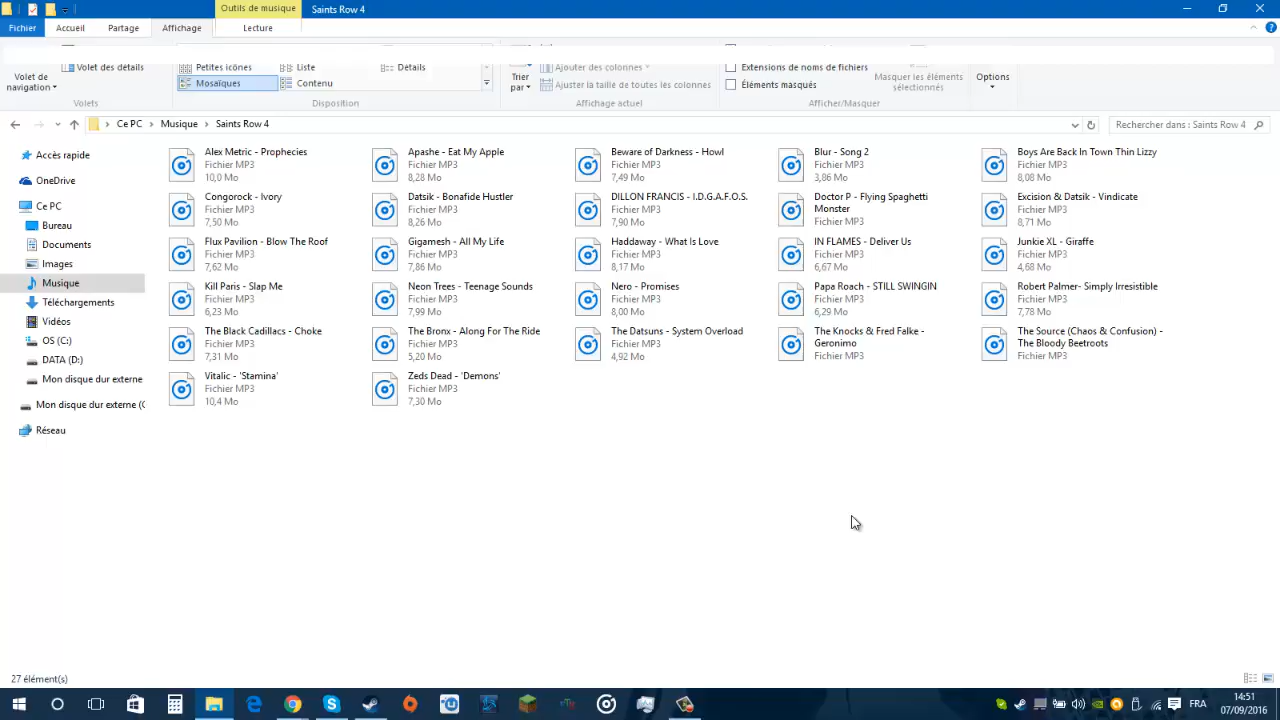 Outils de musique
Saints Row 4
Fichier
Accueil
Partage
Affichage
Lecture
Volet de
navigation
Volet des détails
Petites icônes
Liste
Détails
Mosaïques
Contenu
Trier
par
Ajouter des colonnes
Ajuster la taille de toutes les colonnes
Extensions de noms de fichiers
Éléments masqués
Masquer les éléments
sélectionnés
Options
Volets
Disposition
Affichage actuel
Afficher/Masquer
Ce PC
Musique
Saints Row 4
Rechercher dans : Saints Row 4
Accès rapide
OneDrive
Ce PC
Bureau
Documents
Images
Musique
Téléchargements
Vidéos
OS (C:)
DATA (D:)
Mon disque dur externe
Mon disque dur externe (
Réseau
Alex Metric - Prophecies
Fichier MP3
10,0 Mo
Apashe - Eat My Apple
Fichier MP3
8,28 Mo
Beware of Darkness - Howl
Fichier MP3
7,49 Mo
Blur - Song 2
Fichier MP3
3,86 Mo
Boys Are Back In Town Thin Lizzy
Fichier MP3
8,08 Mo
Congorock - Ivory
Fichier MP3
7,50 Mo
Datsik - Bonafide Hustler
Fichier MP3
8,26 Mo
DILLON FRANCIS - I.D.G.A.F.O.S.
Fichier MP3
7,90 Mo
Doctor P - Flying Spaghetti
Monster
Fichier MP3
Excision & Datsik - Vindicate
Fichier MP3
8,71 Mo
Flux Pavilion - Blow The Roof
Fichier MP3
7,62 Mo
Gigamesh - All My Life
Fichier MP3
7,86 Mo
Haddaway - What Is Love
Fichier MP3
8,17 Mo
IN FLAMES - Deliver Us
Fichier MP3
6,67 Mo
Junkie XL - Giraffe
Fichier MP3
4,68 Mo
Kill Paris - Slap Me
Fichier MP3
6,23 Mo
Neon Trees - Teenage Sounds
Fichier MP3
7,99 Mo
Nero - Promises
Fichier MP3
8,00 Mo
Papa Roach - STILL SWINGIN
Fichier MP3
6,29 Mo
Robert Palmer- Simply Irresistible
Fichier MP3
7,78 Mo
The Black Cadillacs - Choke
Fichier MP3
7,31 Mo
The Bronx - Along For The Ride
Fichier MP3
5,20 Mo
The Datsuns - System Overload
Fichier MP3
4,92 Mo
The Knocks & Fred Falke -
Geronimo
Fichier MP3
The Source (Chaos & Confusion) -
The Bloody Beetroots
Fichier MP3
Vitalic - 'Stamina'
Fichier MP3
10,4 Mo
Zeds Dead - 'Demons'
Fichier MP3
7,30 Mo
27 élément(s)
FRA
14:51
07/09/2016